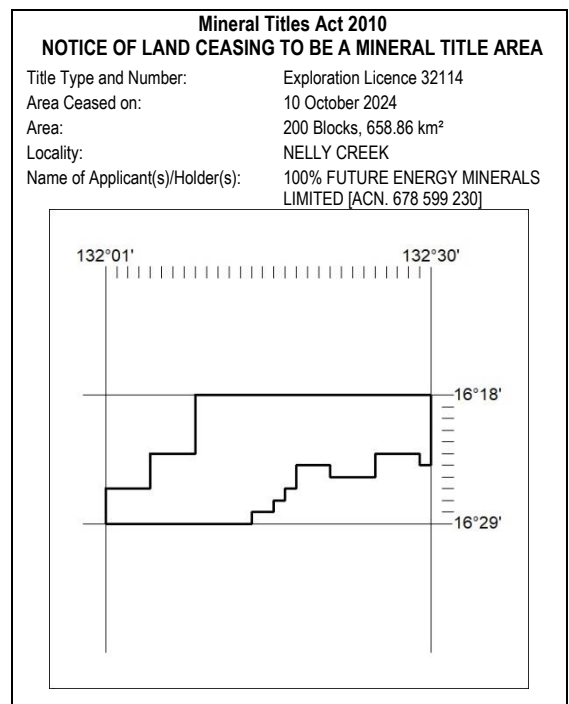 Mineral Titles Act 2010
NOTICE OF LAND CEASING TO BE A MINERAL TITLE AREA
Title Type and Number: Exploration Licence 32114
Area Ceased on: 10 October 2024
Area: 200 Blocks, 658.86 km²
Locality: NELLY CREEK
Name of Applicant(s)/Holder(s): 100% FUTURE ENERGY MINERALS
LIMITED [ACN. 678 599 230]
132°01' 132°30'
16°18'
16°29'